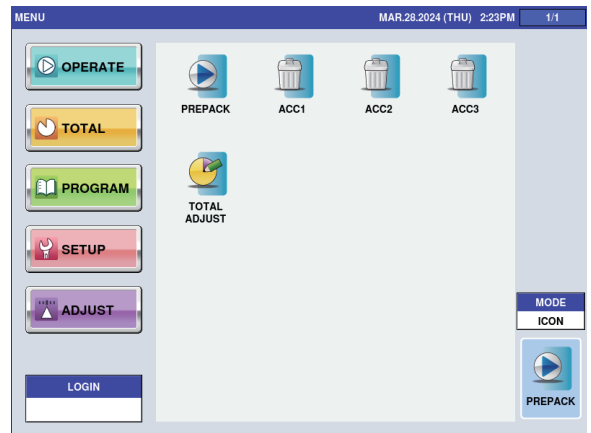 MENU
MAR.28.2024 (THU) 2:23PM
1/1
OPERATE
TOTAL
PROGRAM
SETUP
ADJUST
LOGIN
PREPACK
ACC1
ACC2
ACC3
TOTAL
ADJUST
MODE
ICON
PREPACK